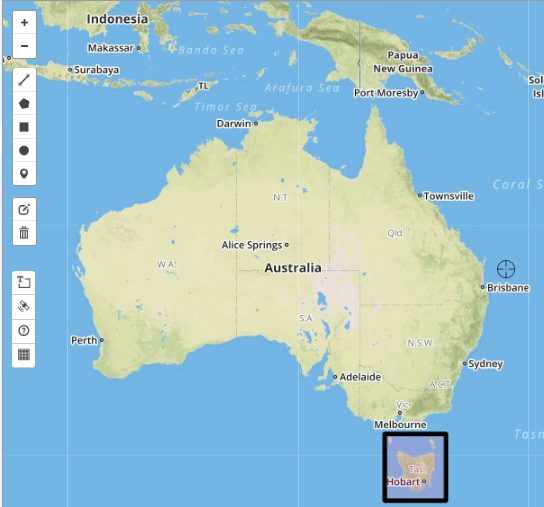 Indonesia
Makassar
Banda Sea
Papua
New Guinea
Surabaya
TL
Arafura Sea
Port Moresby
Timor Sea
Darwin
Coral S
N.T.
Townsville
Qld.
Alice Springs
W.A.
Australia
Brisbane
S.A.
Perth
N.S.W.
Sydney
Adelaide
A.C.T.
Vic.
Melbourne
Tasn
Tas.
Hobart
+
−
T
?